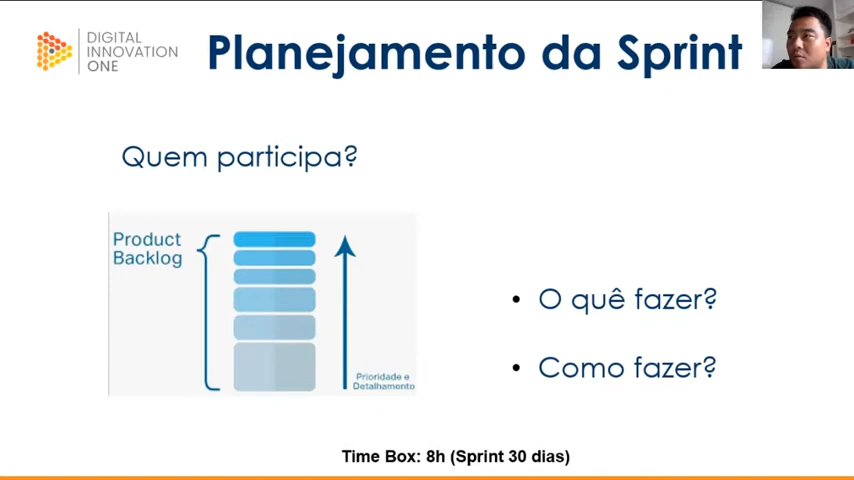 DIGITAL
INNOVATION
ONE
Planejamento da Sprint
Quem participa?
Product
Backlog
Prioridade e
Detalhamento
• O quê fazer?
• Como fazer?
Time Box: 8h (Sprint 30 dias)